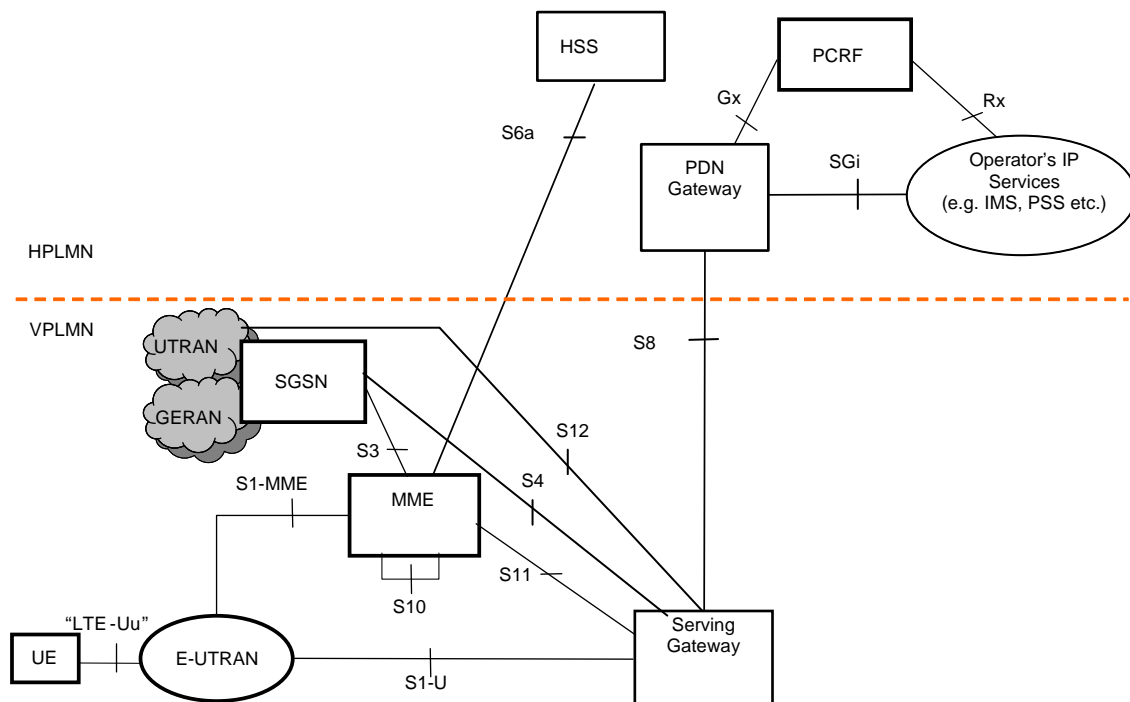 HSS
PCRF
Gx
Rx
S6a
PDN
Gateway
SGi
Operator's IP
Services
(e.g. IMS, PSS etc.)
HPLMN
VPLMN
UTRAN
SGSN
GERAN
S8
S12
S3
S4
S1-MME
MME
S11
S10
"LTE-Uu"
UE
E-UTRAN
S1-U
Serving
Gateway